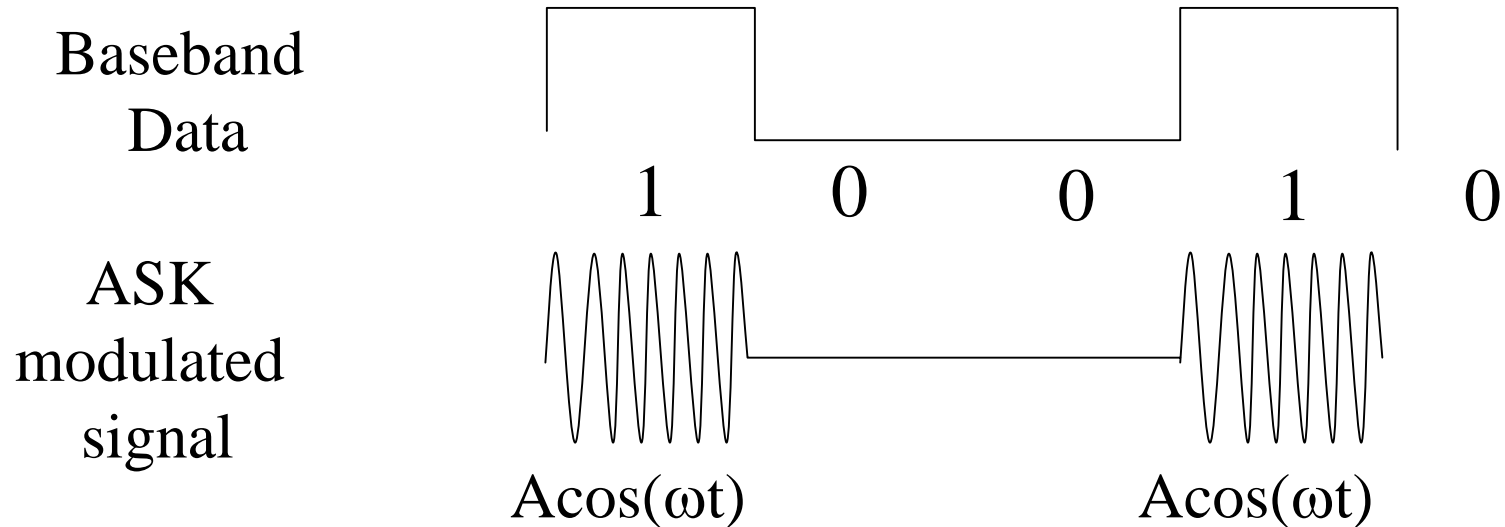 Baseband
Data
1 0 0 1 0
ASK
modulated
signal
Acos(ωt) Acos(ωt)